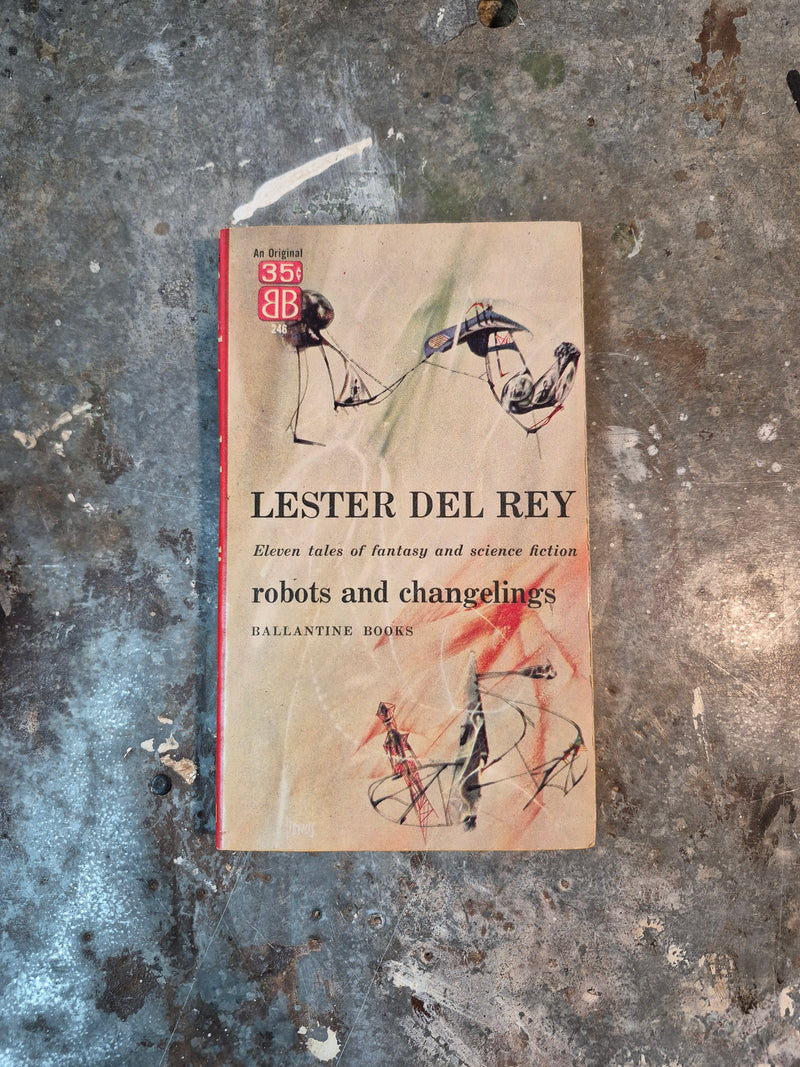 An Original
35¢
BB
246
LESTER DEL REY
Eleven tales of fantasy and science fiction
robots and changelings
BALLANTINE BOOKS